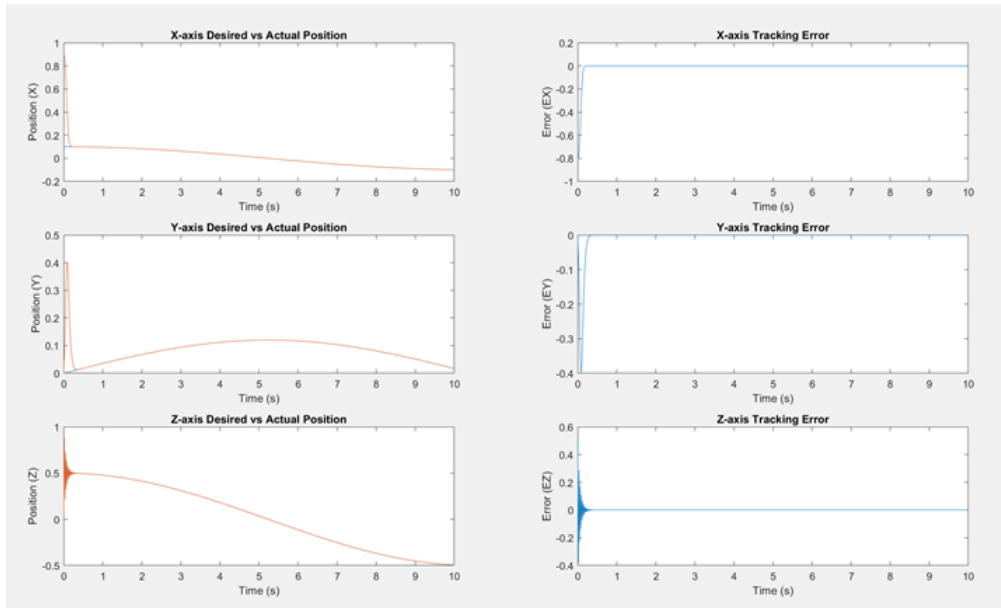 X-axis Desired vs Actual Position
Position (X)
1
0.8
0.6
0.4
0.2
0
-0.2
0 1 2 3 4 5 6 7 8 9 10
Time (s)
X-axis Tracking Error
Error (EX)
0.2
0
-0.2
-0.4
-0.6
-0.8
-1
0 1 2 3 4 5 6 7 8 9 10
Time (s)
Y-axis Desired vs Actual Position
Position (Y)
0.5
0.4
0.3
0.2
0.1
0
0 1 2 3 4 5 6 7 8 9 10
Time (s)
Y-axis Tracking Error
Error (EY)
0
-0.1
-0.2
-0.3
-0.4
0 1 2 3 4 5 6 7 8 9 10
Time (s)
Z-axis Desired vs Actual Position
Position (Z)
1
0.5
0
-0.5
0 1 2 3 4 5 6 7 8 9 10
Time (s)
Z-axis Tracking Error
Error (EZ)
0.6
0.4
0.2
0
-0.2
-0.4
0 1 2 3 4 5 6 7 8 9 10
Time (s)